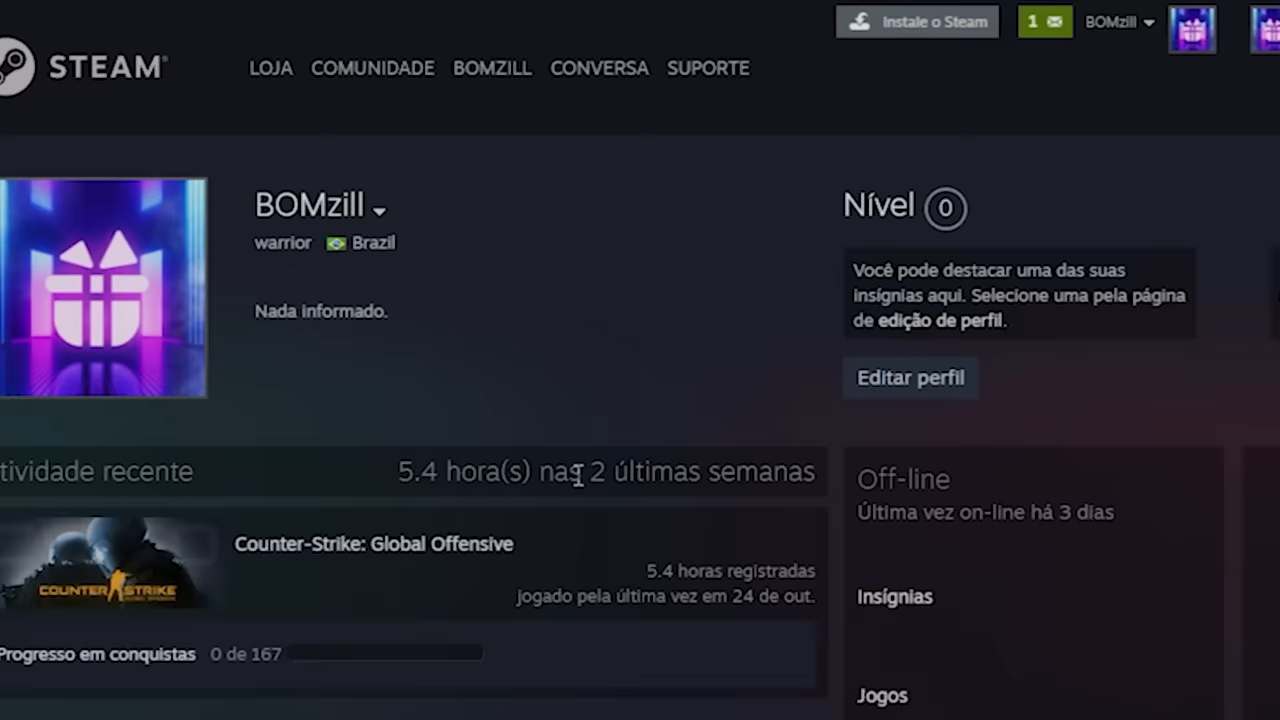 Instale o Steam
1
BOMzill
STEAM
LOJA COMUNIDADE BOMZILL CONVERSA SUPORTE
BOMzill
warrior Brazil
Nada informado.
Nível 0
Você pode destacar uma das suas
insígnias aqui. Selecione uma pela página
de edição de perfil.
Editar perfil
tividade recente 5.4 hora(s) nas 2 últimas semanas
Counter-Strike: Global Offensive
COUNTER STRIKE
GLOBAL OFFENSIVE
5.4 horas registradas
jogado pela última vez em 24 de out.
Progresso em conquistas 0 de 167
Off-line
Última vez on-line há 3 dias
Insígnias
Jogos